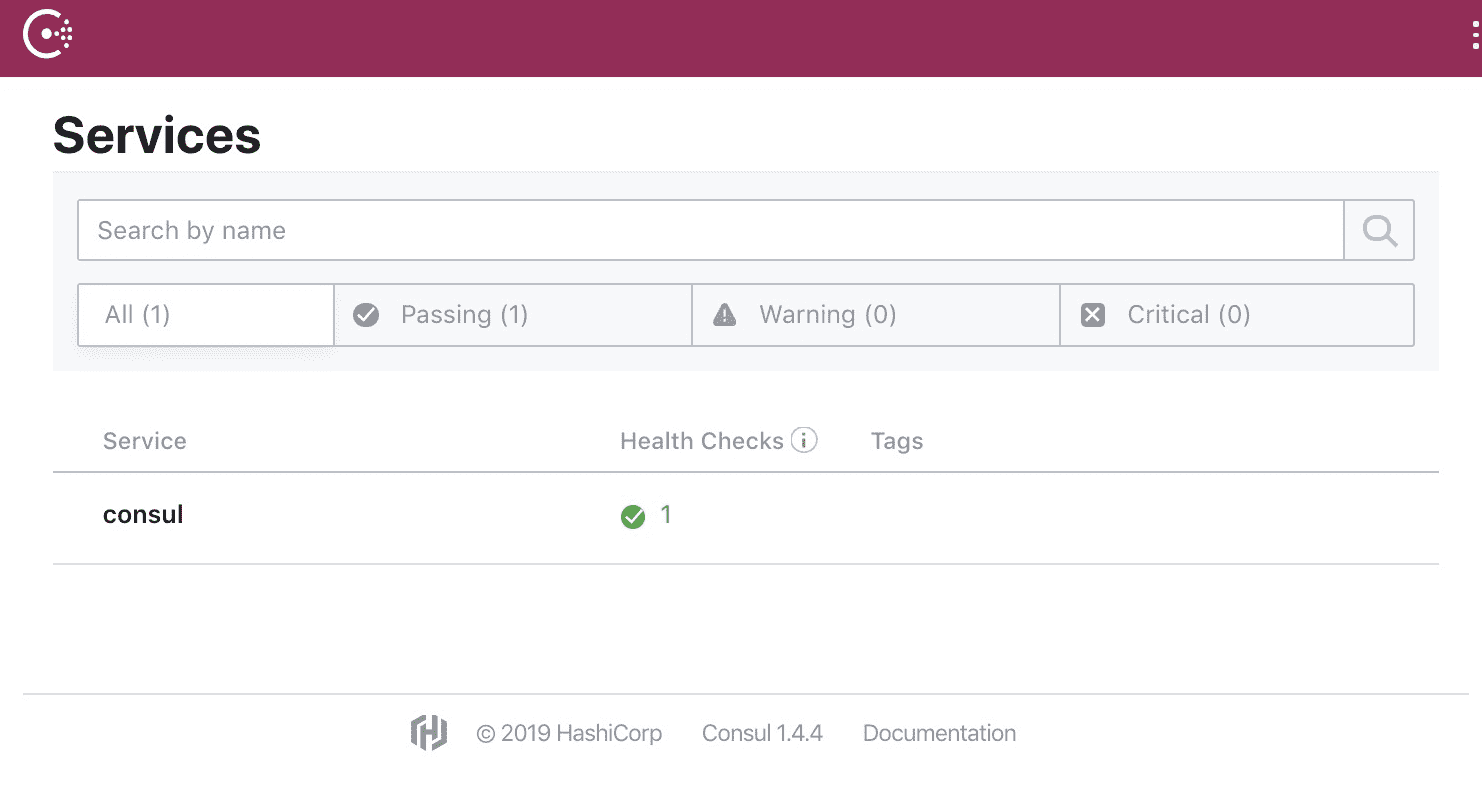 Services
Search by name
All (1) Passing (1) Warning (0) Critical (0)
Service Health Checks Tags
consul 1
© 2019 HashiCorp Consul 1.4.4 Documentation